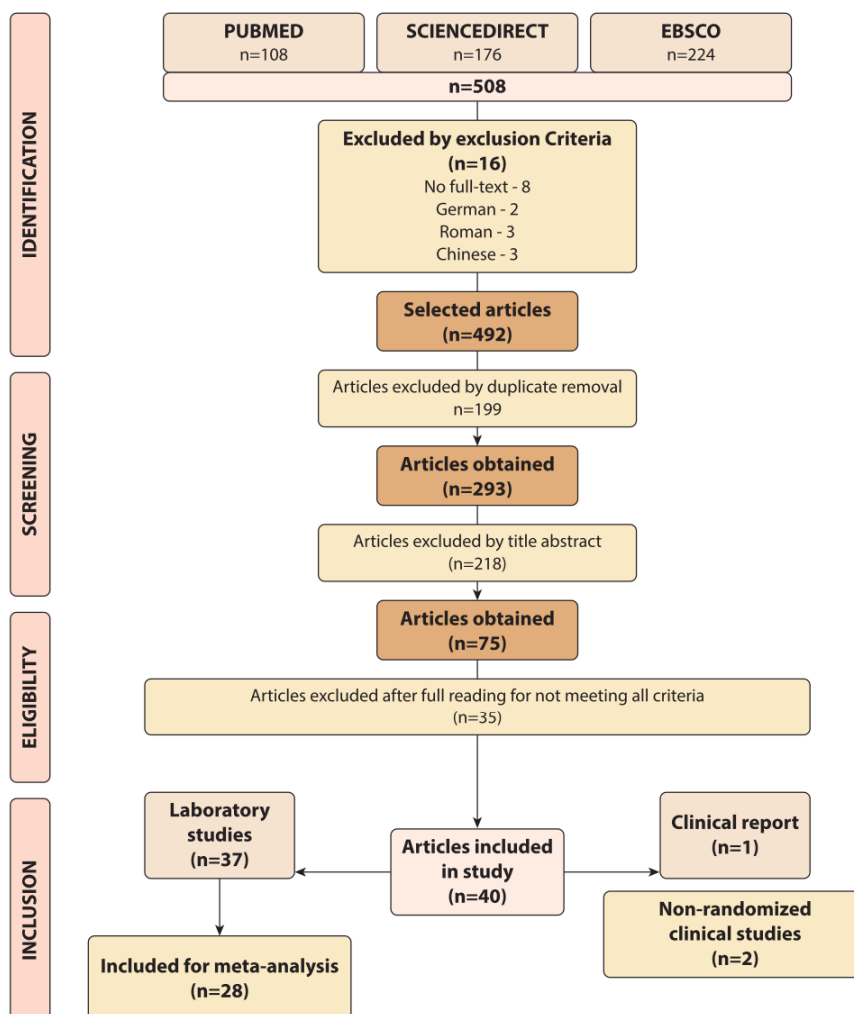 PUBMED
n=108
SCIENCEDIRECT
n=176
EBSCO
n=224
n=508
IDENTIFICATION
Excluded by exclusion Criteria
(n=16)
No full-text - 8
German - 2
Roman - 3
Chinese - 3
Selected articles
(n=492)
SCREENING
Articles excluded by duplicate removal
n=199
Articles obtained
(n=293)
Articles excluded by title abstract
(n=218)
ELIGIBILITY
Articles obtained
(n=75)
Articles excluded after full reading for not meeting all criteria
(n=35)
INCLUSION
Laboratory
studies
(n=37)
Articles included
in study
(n=40)
Clinical report
(n=1)
Non-randomized
clinical studies
(n=2)
Included for meta-analysis
(n=28)